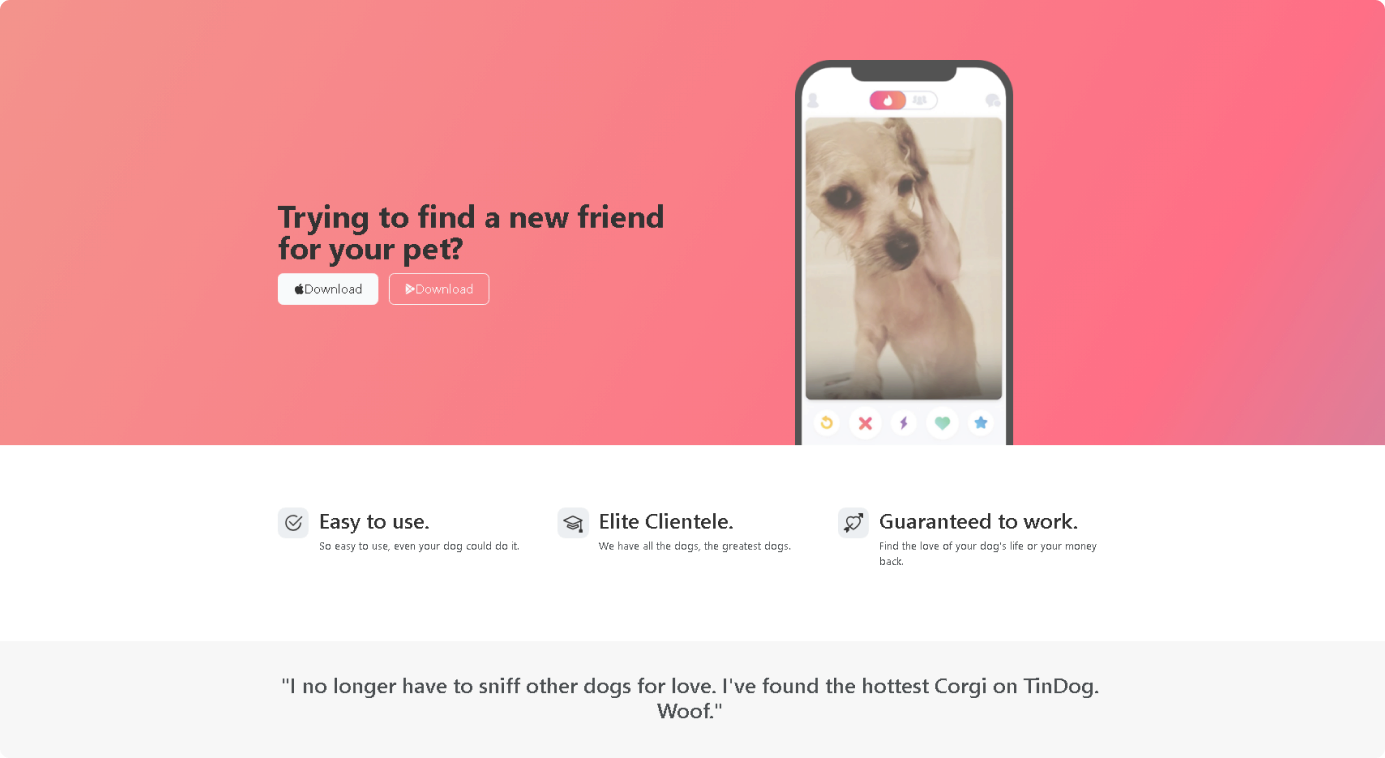 Trying to find a new friend
for your pet?
Download
Download
Easy to use.
So easy to use, even your dog could do it.
Elite Clientele.
We have all the dogs, the greatest dogs.
Guaranteed to work.
Find the love of your dog's life or your money
back.
"I no longer have to sniff other dogs for love. I've found the hottest Corgi on TinDog.
Woof."